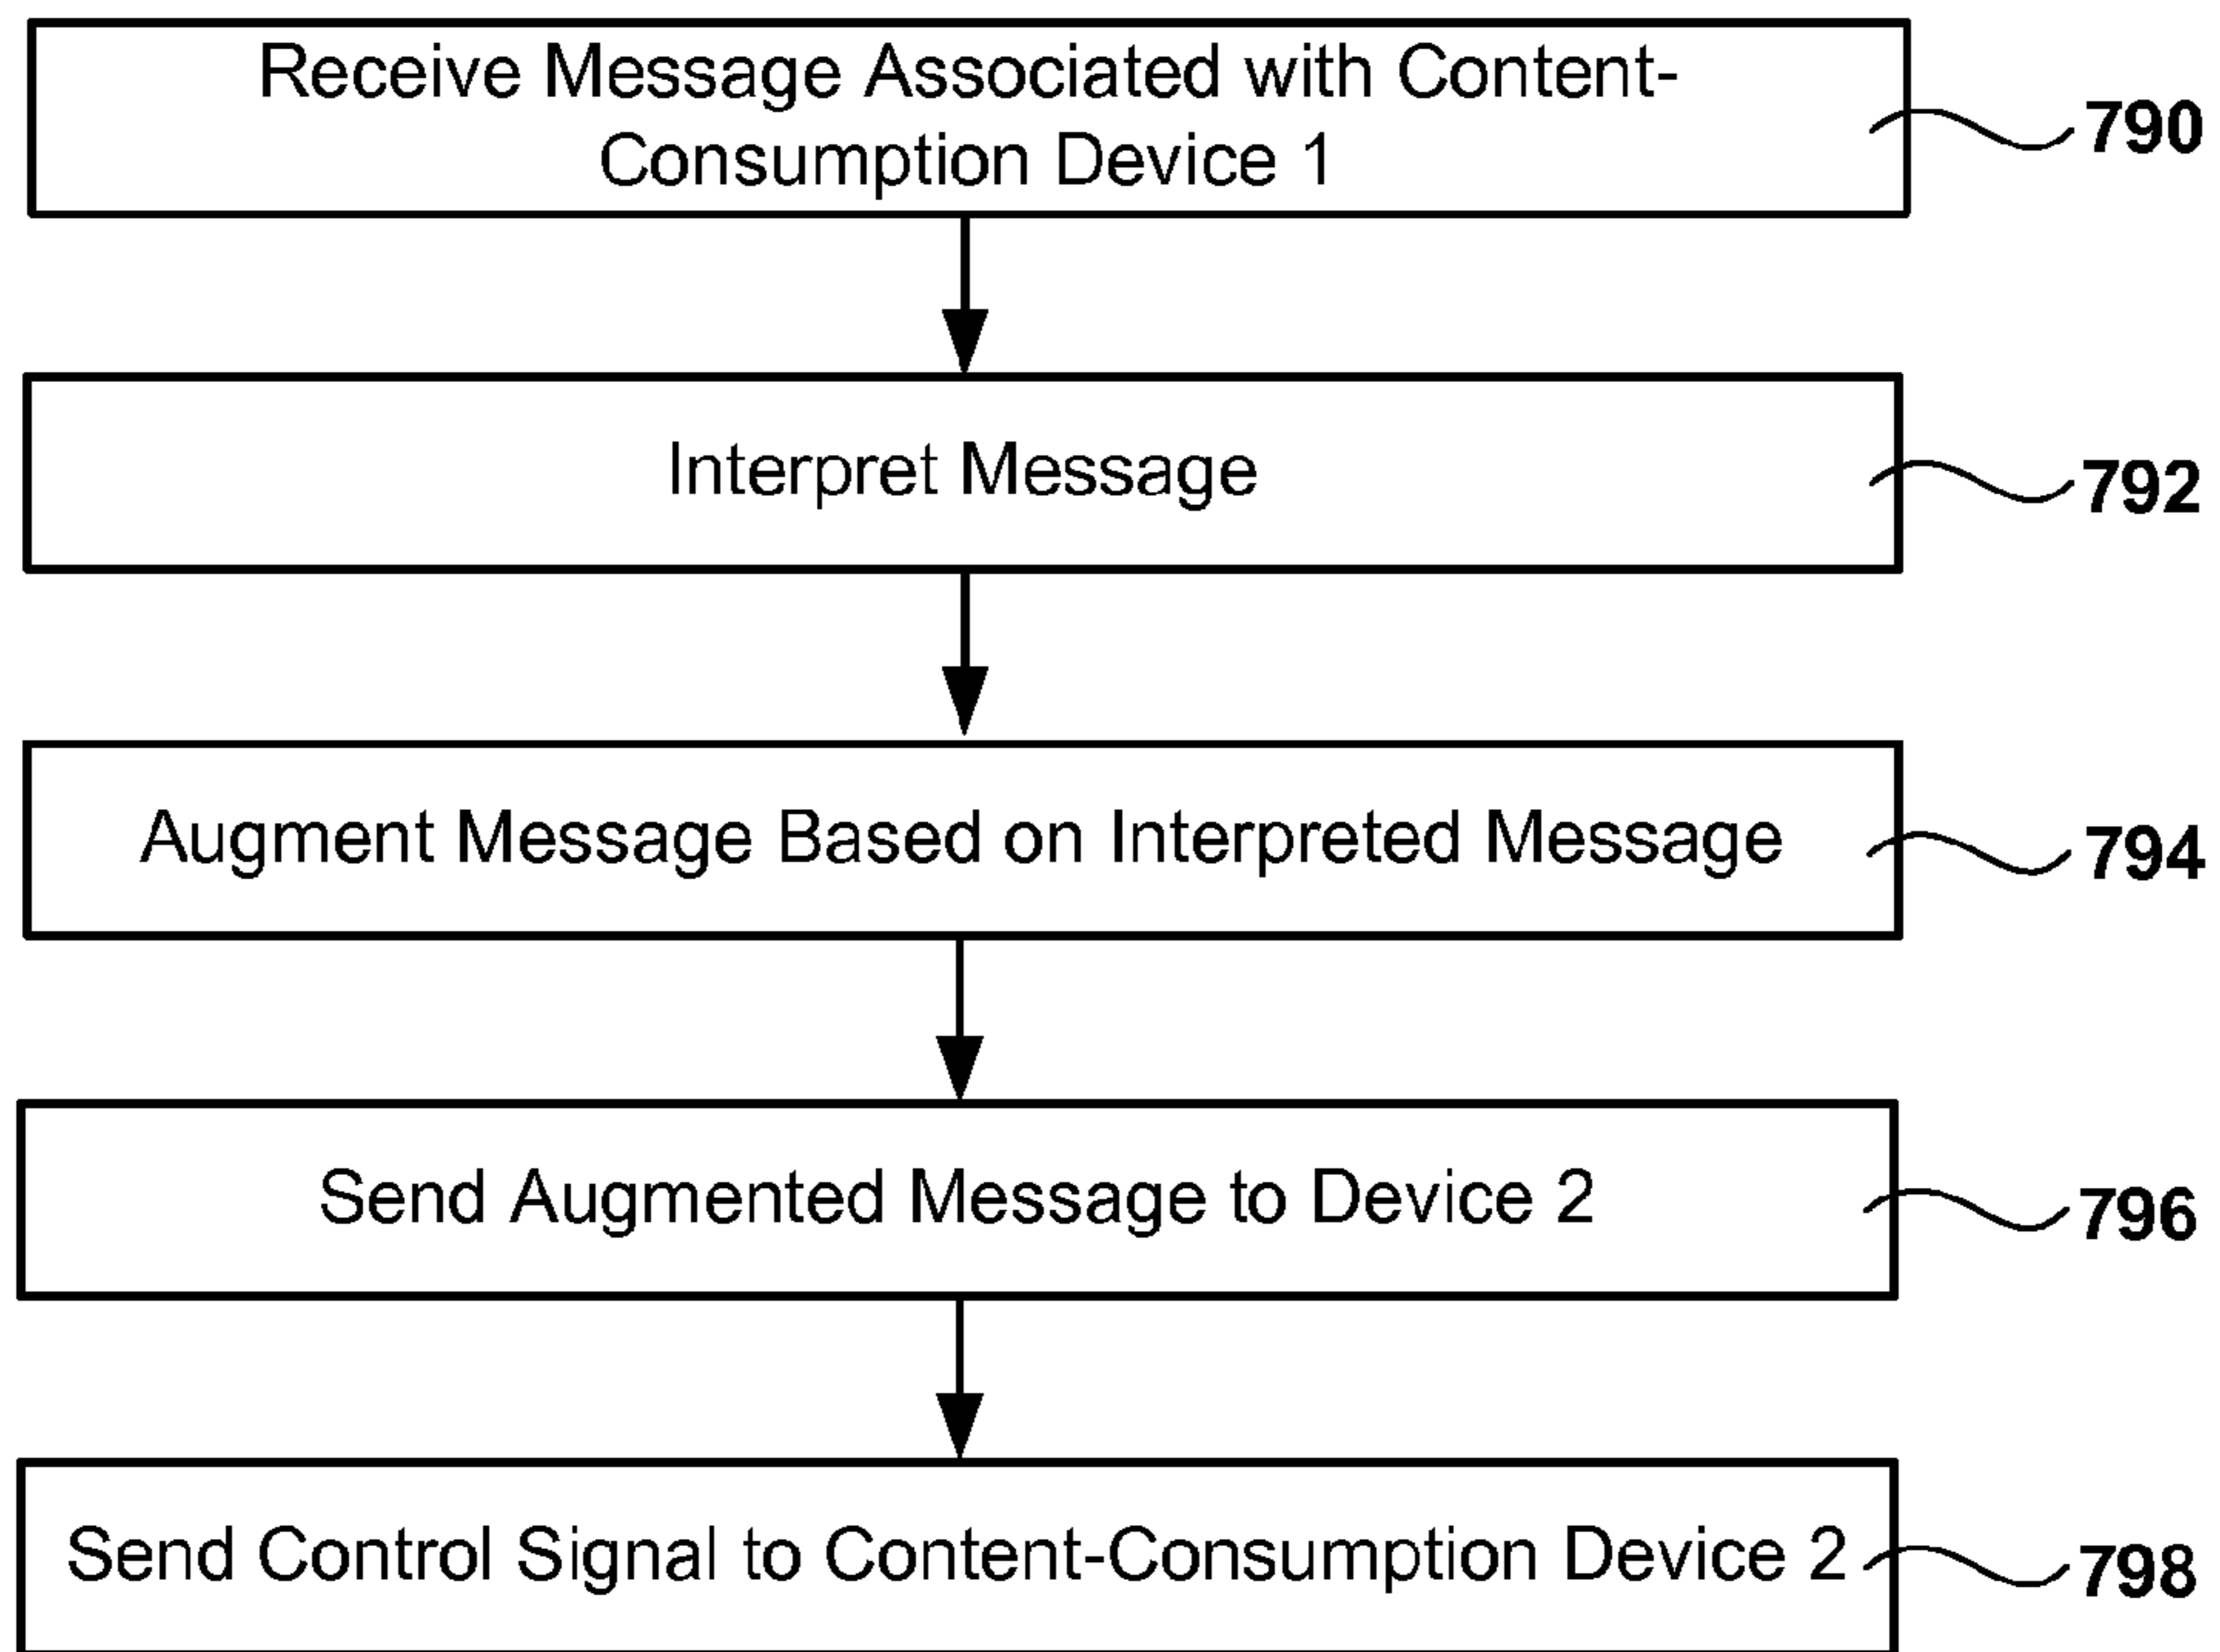 Receive Message Associated with Content-
Consumption Device 1
790
Interpret Message
792
Augment Message Based on Interpreted Message
794
Send Augmented Message to Device 2
796
Send Control Signal to Content-Consumption Device 2
798